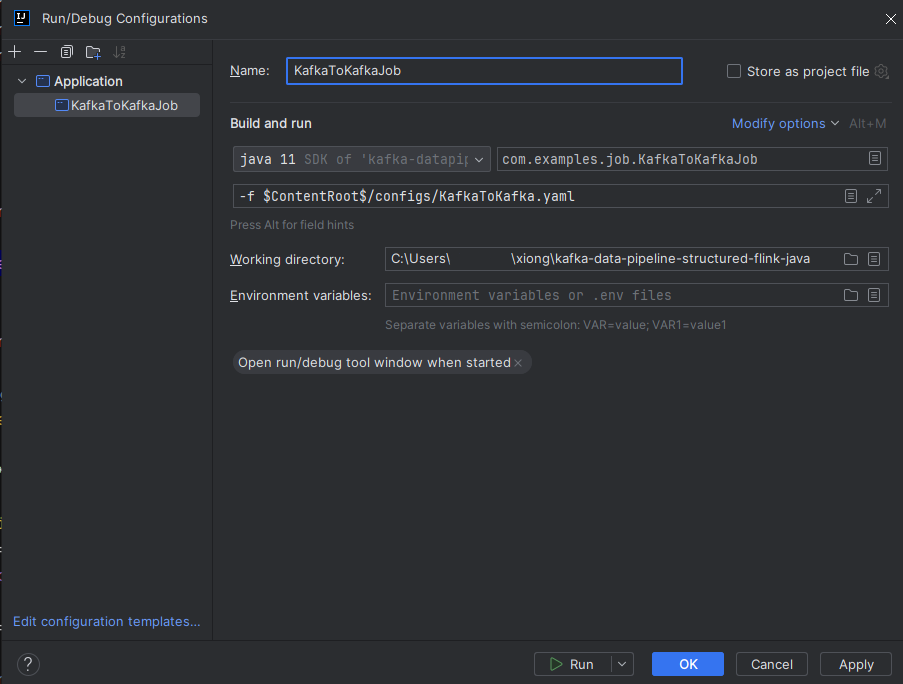 Run/Debug Configurations
Application
KafkaToKafkaJob
Edit configuration templates...
Name: KafkaToKafkaJob
Store as project file
Build and run
Modify options Alt+M
java 11 SDK of 'kafka-datapip com.examples.job.KafkaToKafkaJob
-f $ContentRoot$/configs/KafkaToKafka.yaml
Press Alt for field hints
Working directory: C:\Users\ \xiong\kafka-data-pipeline-structured-flink-java
Environment variables: Environment variables or .env files
Separate variables with semicolon: VAR=value; VAR1=value1
Open run/debug tool window when started
? Run OK Cancel Apply